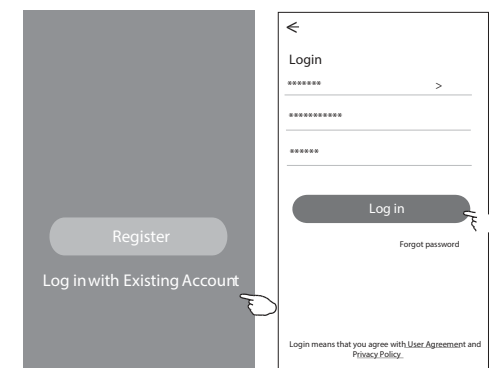 Register
Log in with Existing Account
Login
******* >
***********
******
Log in
Forgot password
Login means that you agree with User Agreement and
Privacy Policy